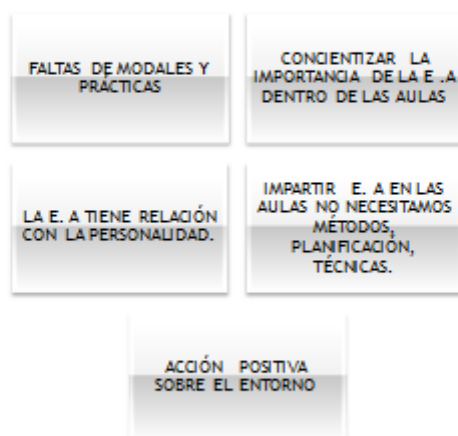 FALTAS DE MODALES Y
PRÁCTICAS
CONCIENTIZAR LA
IMPORTANCIA DE LA E .A
DENTRO DE LAS AULAS
LA E. A TIENE RELACIÓN
CON LA PERSONALIDAD.
IMPARTIR E. A EN LAS
AULAS NO NECESITAMOS
MÉTODOS,
PLANIFICACIÓN,
TÉCNICAS.
ACCIÓN POSITIVA
SOBRE EL ENTORNO